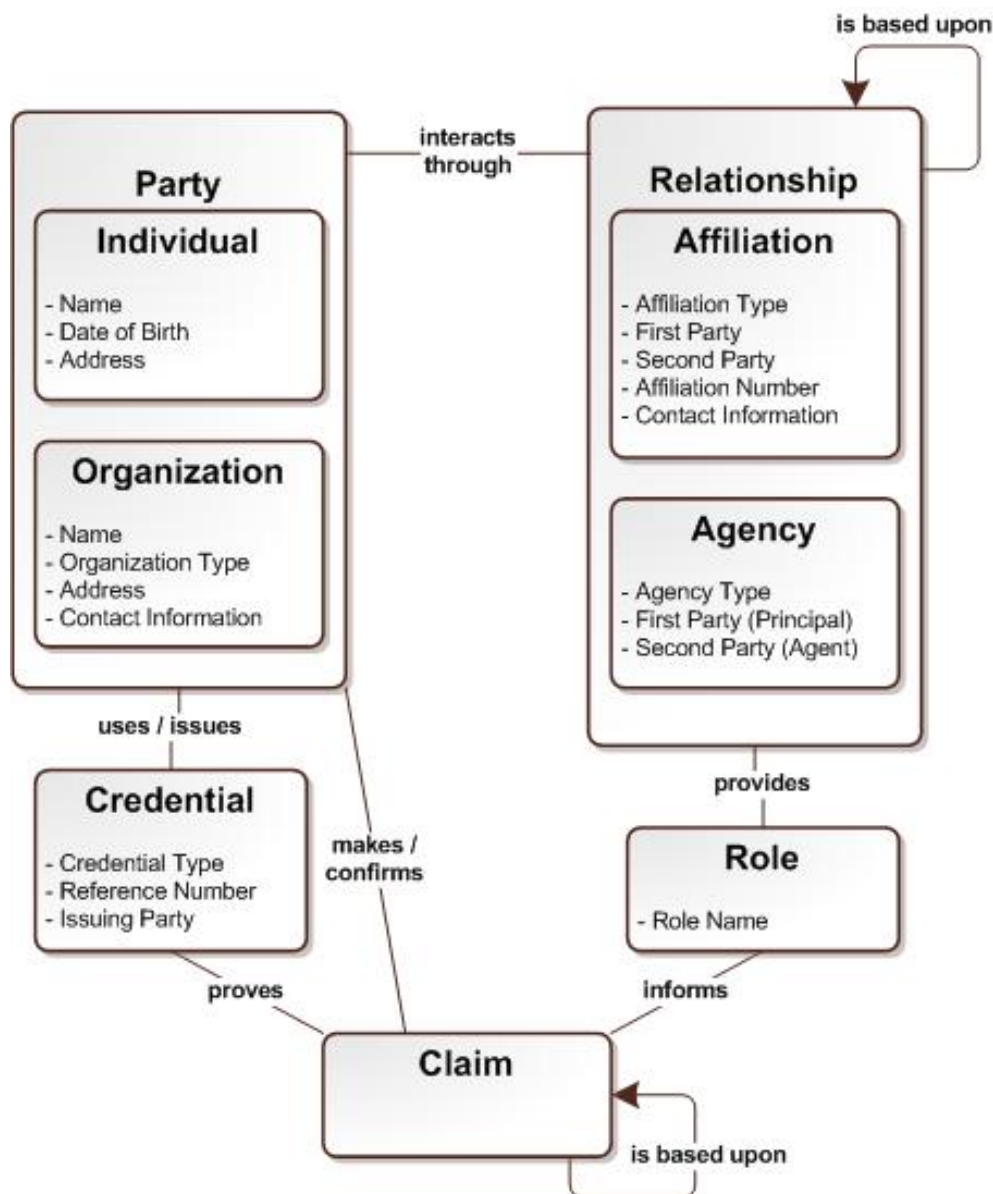 is based upon
interacts
through
Party
Individual
- Name
- Date of Birth
- Address
Organization
- Name
- Organization Type
- Address
- Contact Information
Relationship
Affiliation
- Affiliation Type
- First Party
- Second Party
- Affiliation Number
- Contact Information
Agency
- Agency Type
- First Party (Principal)
- Second Party (Agent)
uses / issues
provides
Credential
- Credential Type
- Reference Number
- Issuing Party
makes /
confirms
Role
- Role Name
proves
informs
Claim
is based upon